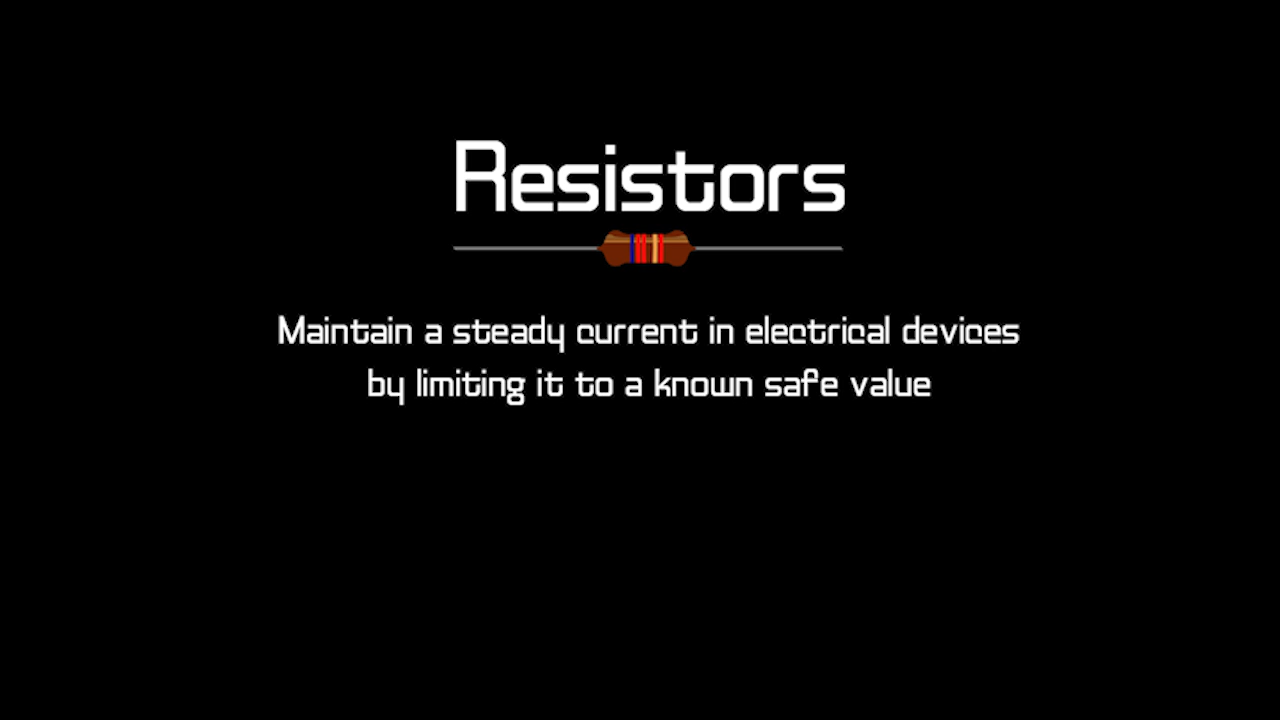 Resistors
Maintain a steady current in electrical devices
by limiting it to a known safe value